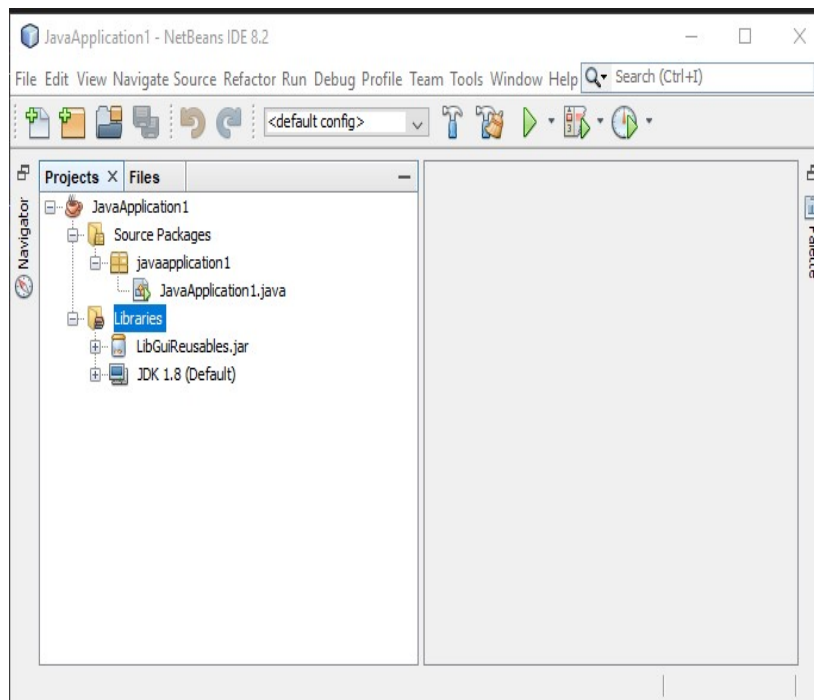 JavaApplication1 - NetBeans IDE 8.2
File Edit View Navigate Source Refactor Run Debug Profile Team Tools Window Help Search (Ctrl+I)
<default config>
Projects Files
Navigator
JavaApplication1
Source Packages
javaapplication1
JavaApplication1.java
Libraries
LibGuiReusables.jar
JDK 1.8 (Default)
Palette